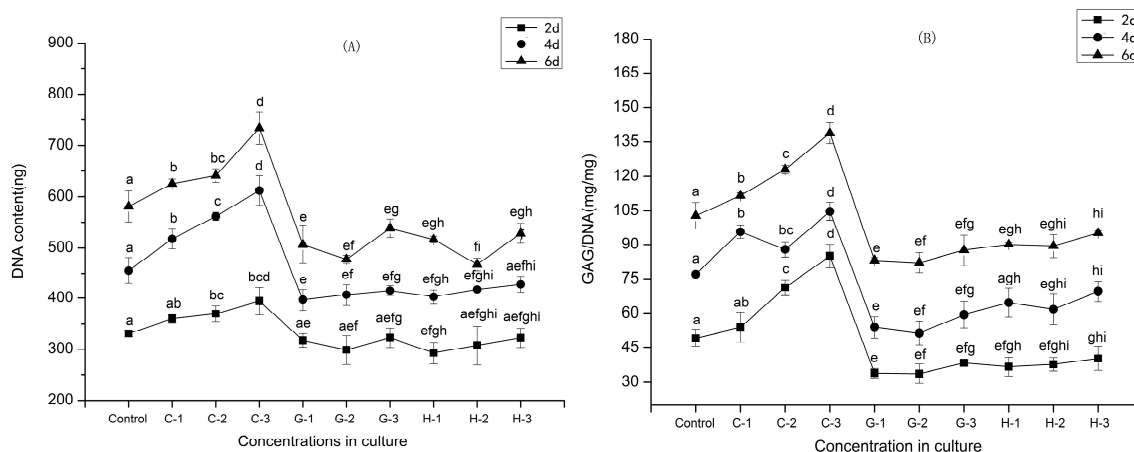 (A)
2d
4d
6d
900
800
700
600
500
400
300
200
DNA content(ng)
a b bc d e ef eg egh fi egh
a b c d e ef efg efgh efghi aefhi
a ab bc bcd ae aef aefg efgh aefghi aefghi
Control C-1 C-2 C-3 G-1 G-2 G-3 H-1 H-2 H-3
Concentrations in culture
(B)
2d
4d
6d
180
165
150
135
120
105
90
75
60
45
30
GAG/DNA(mg/mg)
a b c d e ef efg egh eghi hi
a b bc d e ef efg agh eghi hi
a ab c d e ef efg efgh efghi ghi
Control C-1 C-2 C-3 G-1 G-2 G-3 H-1 H-2 H-3
Concentration in culture